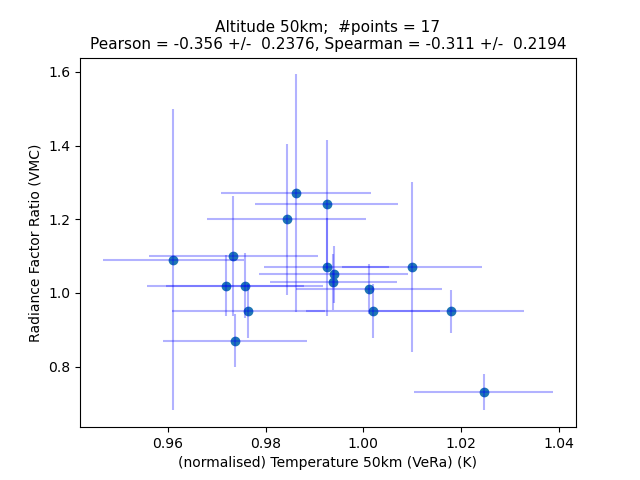 Altitude 50km;  #points = 17
Pearson = -0.356 +/-  0.2376, Spearman = -0.311 +/-  0.2194
1.6
1.4
1.2
1.0
0.8
Radiance Factor Ratio (VMC)
0.96 0.98 1.00 1.02 1.04
(normalised) Temperature 50km (VeRa) (K)